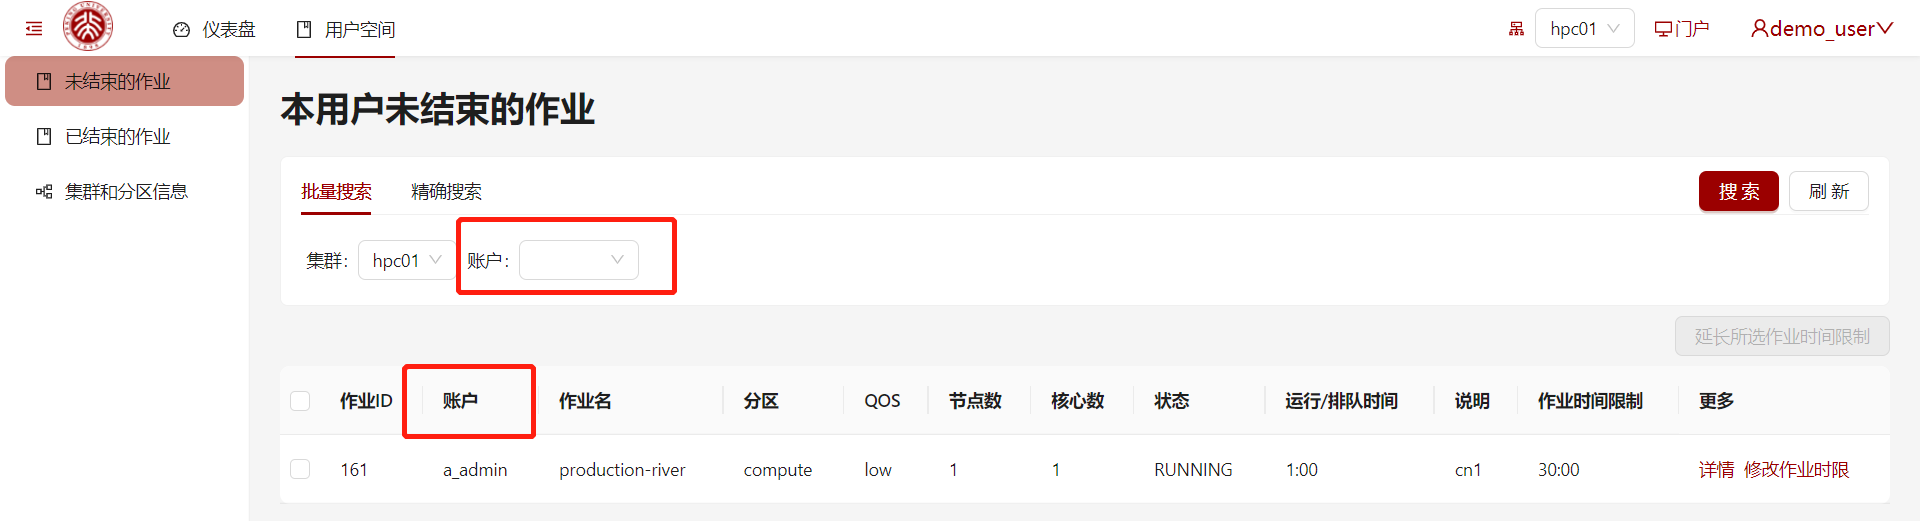 仪表盘 用户空间 hpc01 门户 demo_user
未结束的作业
已结束的作业
集群和分区信息
本用户未结束的作业
批量搜索 精确搜索 搜 索 刷 新
集群: hpc01 账户:
延长所选作业时间限制
作业ID 账户 作业名 分区 QOS 节点数 核心数 状态 运行/排队时间 说明 作业时间限制 更多
161 a_admin production-river compute low 1 1 RUNNING 1:00 cn1 30:00 详情 修改作业时限